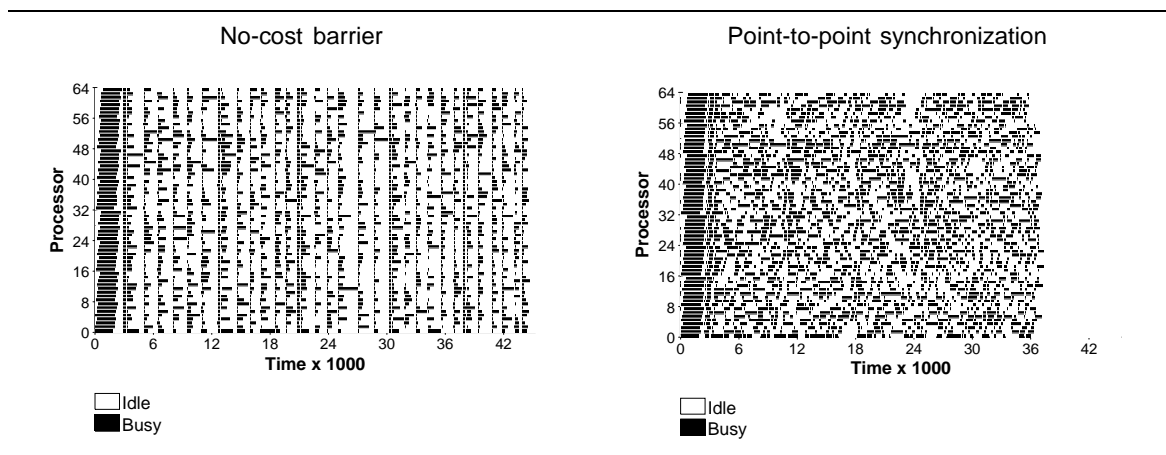 No-cost barrier
Processor
64
56
48
40
32
24
16
8
0
0 6 12 18 24 30 36 42
Time x 1000
Idle
Busy
Point-to-point synchronization
Processor
64
56
48
40
32
24
16
8
0
0 6 12 18 24 30 36 42
Time x 1000
Idle
Busy